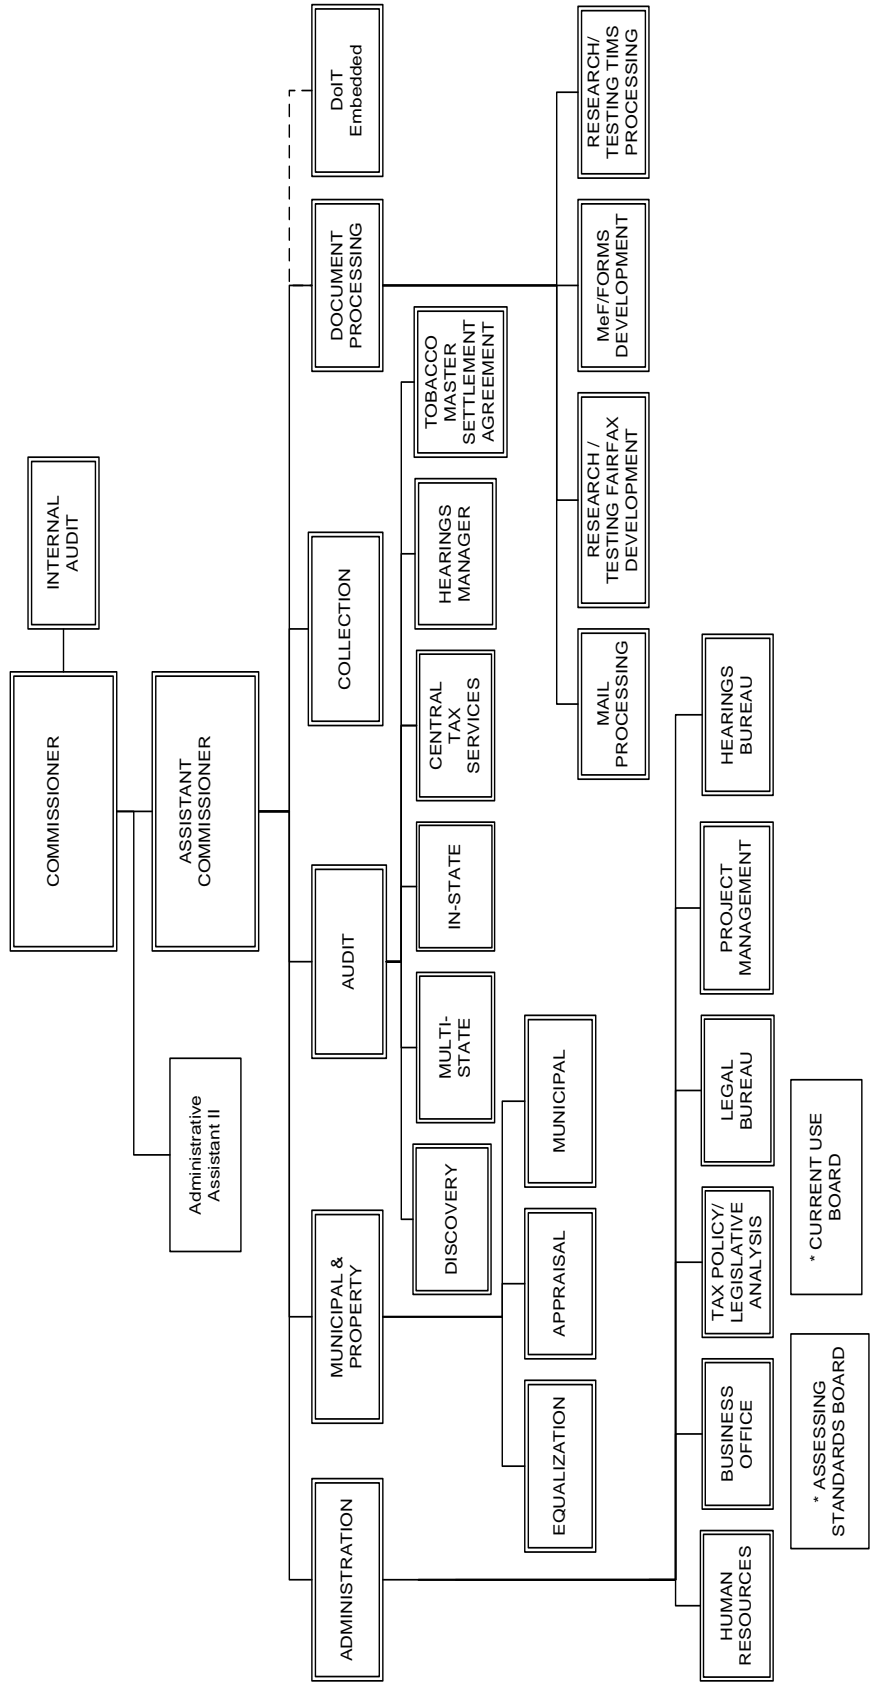 COMMISSIONER
INTERNAL
AUDIT
Administrative
Assistant II
ASSISTANT
COMMISSIONER
ADMINISTRATION
MUNICIPAL &
PROPERTY
AUDIT
COLLECTION
DOCUMENT
PROCESSING
DoIT
Embedded
DISCOVERY
MULTI-
STATE
IN-STATE
CENTRAL
TAX
SERVICES
HEARINGS
MANAGER
TOBACCO
MASTER
SETTLEMENT
AGREEMENT
EQUALIZATION
APPRAISAL
MUNICIPAL
MAIL
PROCESSING
RESEARCH /
TESTING FAIRFAX
DEVELOPMENT
MeF/FORMS
DEVELOPMENT
RESEARCH/
TESTING TIMS
PROCESSING
HUMAN
RESOURCES
BUSINESS
OFFICE
TAX POLICY/
LEGISLATIVE
ANALYSIS
LEGAL
BUREAU
PROJECT
MANAGEMENT
HEARINGS
BUREAU
* ASSESSING
STANDARDS BOARD
* CURRENT USE
BOARD